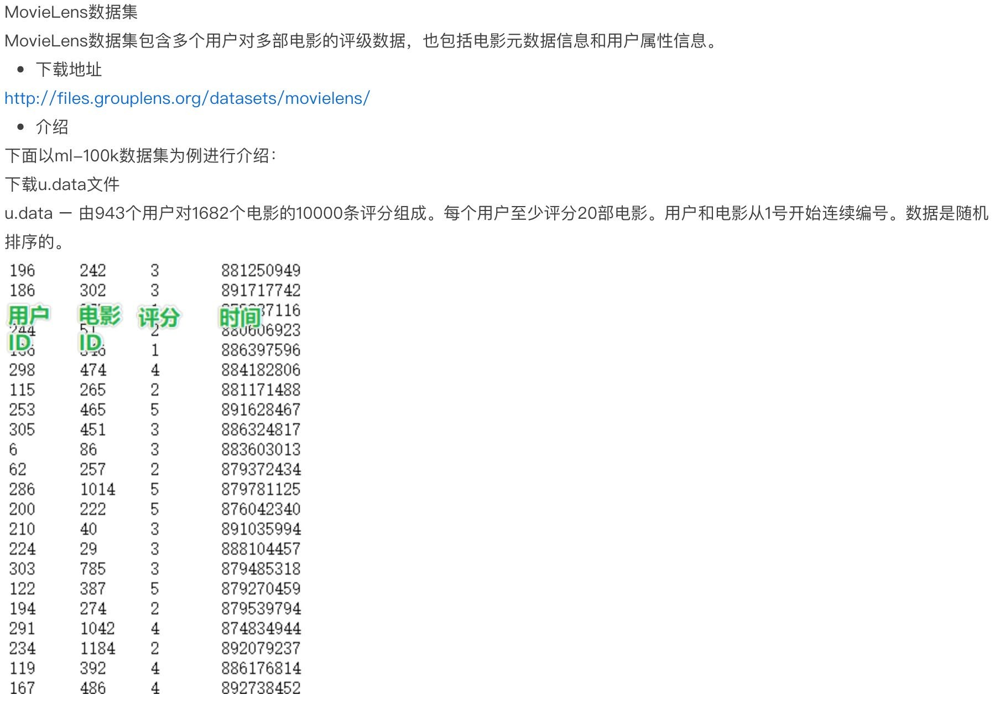 MovieLens数据集
MovieLens数据集包含多个用户对多部电影的评级数据，也包括电影元数据信息和用户属性信息。
• 下载地址
http://files.grouplens.org/datasets/movielens/
• 介绍
下面以ml-100k数据集为例进行介绍：
下载u.data文件
u.data — 由943个用户对1682个电影的10000条评分组成。每个用户至少评分20部电影。用户和电影从1号开始连续编号。数据是随机
排序的。
196 242 3 881250949
186 302 3 891717742
用户ID 电影ID 评分 时间
244 51 2 880606923
1 886397596
298 474 4 884182806
115 265 2 881171488
253 465 5 891628467
305 451 3 886324817
6 86 3 883603013
62 257 2 879372434
286 1014 5 879781125
200 222 5 876042340
210 40 3 891035994
224 29 3 888104457
303 785 3 879485318
122 387 5 879270459
194 274 2 879539794
291 1042 4 874834944
234 1184 2 892079237
119 392 4 886176814
167 486 4 892738452